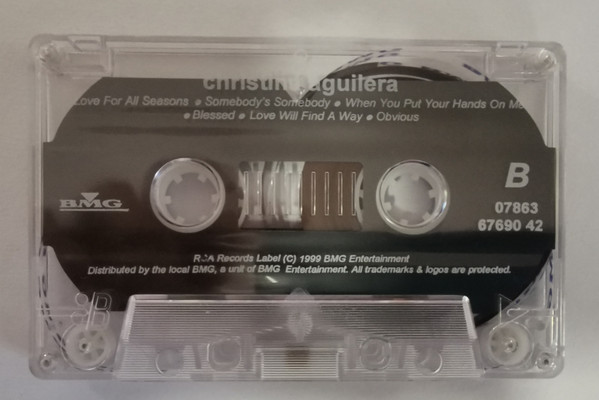 christina aguilera
Love For All Seasons ● Somebody's Somebody ● When You Put Your Hands On Me
● Blessed ● Love Will Find A Way ● Obvious
B
BMG
07863
67690 42
RCA Records Label (C) 1999 BMG Entertainment
Distributed by the local BMG, a unit of BMG Entertainment. All trademarks & logos are protected.